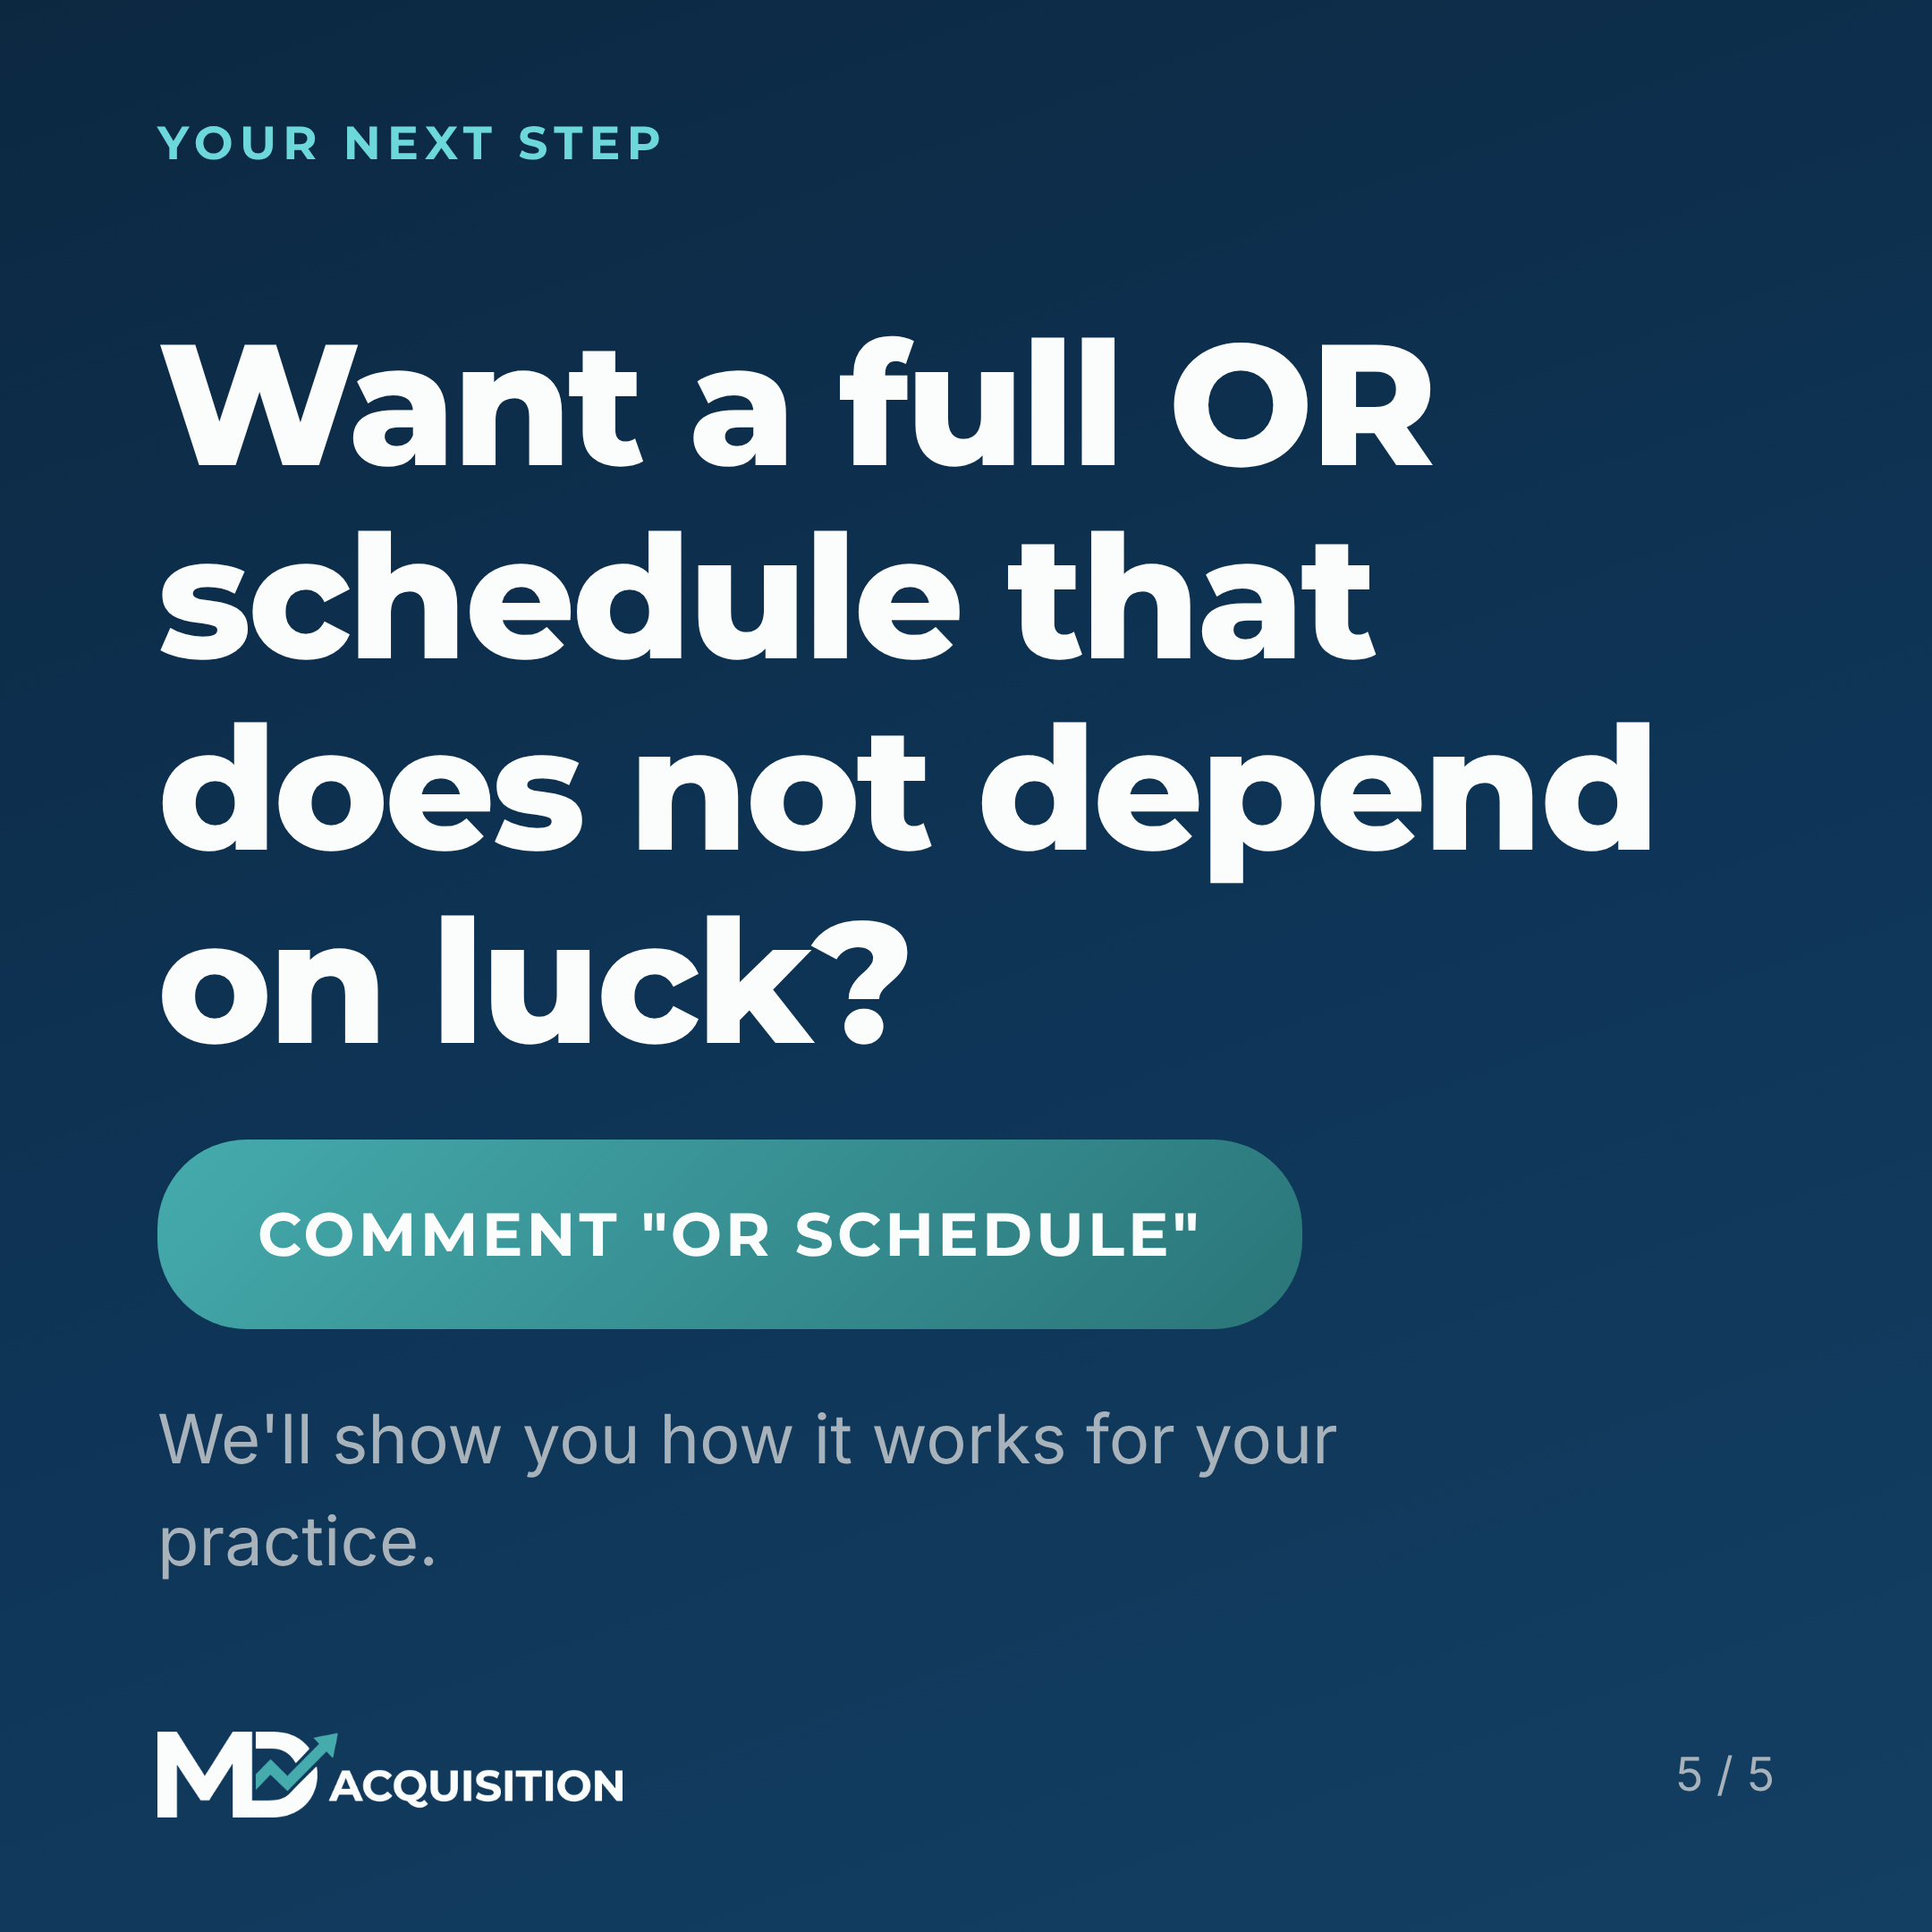 YOUR NEXT STEP
Want a full OR
schedule that
does not depend
on luck?
COMMENT "OR SCHEDULE"
We'll show you how it works for your
practice.
MD ACQUISITION
5 / 5